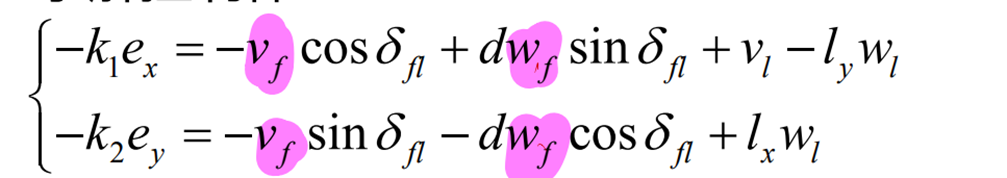 −k₁eₓ = −v_f cos δ_fl + dw_f sin δ_fl + v_l − l_y w_l
−k₂e_y = −v_f sin δ_fl − dw_f cos δ_fl + l_x w_l